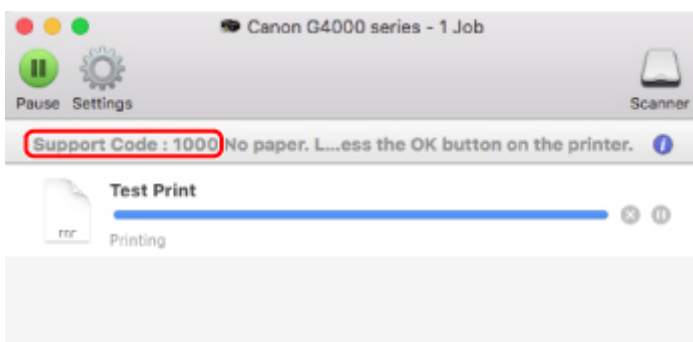 Canon G4000 series - 1 Job
Pause Settings Scanner
Support Code : 1000 No paper. L...ess the OK button on the printer.
Test Print
Printing